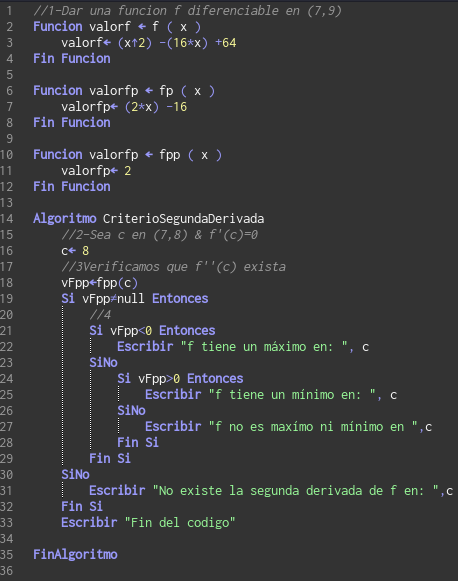 1 //1-Dar una funcion f diferenciable en (7,9)
2 Funcion valorf ← f ( x )
3 valorf← (x↑2) -(16*x) +64
4 Fin Funcion
5
6 Funcion valorfp ← fp ( x )
7 valorfp← (2*x) -16
8 Fin Funcion
9
10 Funcion valorfp ← fpp ( x )
11 valorfp← 2
12 Fin Funcion
13
14 Algoritmo CriterioSegundaDerivada
15 //2-Sea c en (7,8) & f'(c)=0
16 c← 8
17 //3Verificamos que f''(c) exista
18 vFpp←fpp(c)
19 Si vFpp≠null Entonces
20 //4
21 Si vFpp<0 Entonces
22 Escribir "f tiene un máximo en: ", c
23 SiNo
24 Si vFpp>0 Entonces
25 Escribir "f tiene un mínimo en: ", c
26 SiNo
27 Escribir "f no es maxímo ni mínimo en ",c
28 Fin Si
29 Fin Si
30 SiNo
31 Escribir "No existe la segunda derivada de f en: ",c
32 Fin Si
33 Escribir "Fin del codigo"
34
35 FinAlgoritmo
36